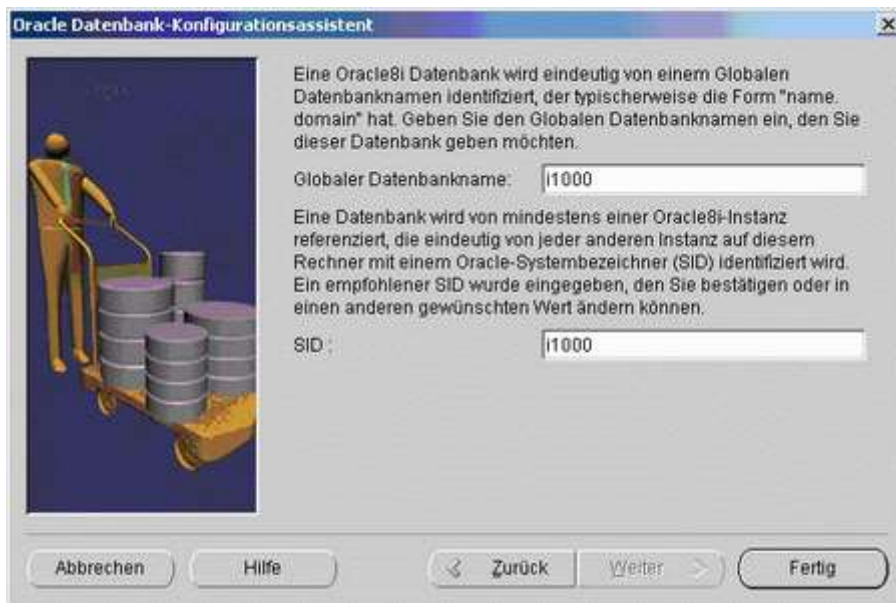 Oracle Datenbank-Konfigurationsassistent
Eine Oracle8i Datenbank wird eindeutig von einem Globalen
Datenbanknamen identifiziert, der typischerweise die Form "name.
domain" hat. Geben Sie den Globalen Datenbanknamen ein, den Sie
dieser Datenbank geben möchten.
Globaler Datenbankname: i1000
Eine Datenbank wird von mindestens einer Oracle8i-Instanz
referenziert, die eindeutig von jeder anderen Instanz auf diesem
Rechner mit einem Oracle-Systembezeichner (SID) identifiziert wird.
Ein empfohlener SID wurde eingegeben, den Sie bestätigen oder in
einen anderen gewünschten Wert ändern können.
SID : i1000
Abbrechen Hilfe Zurück Weiter Fertig